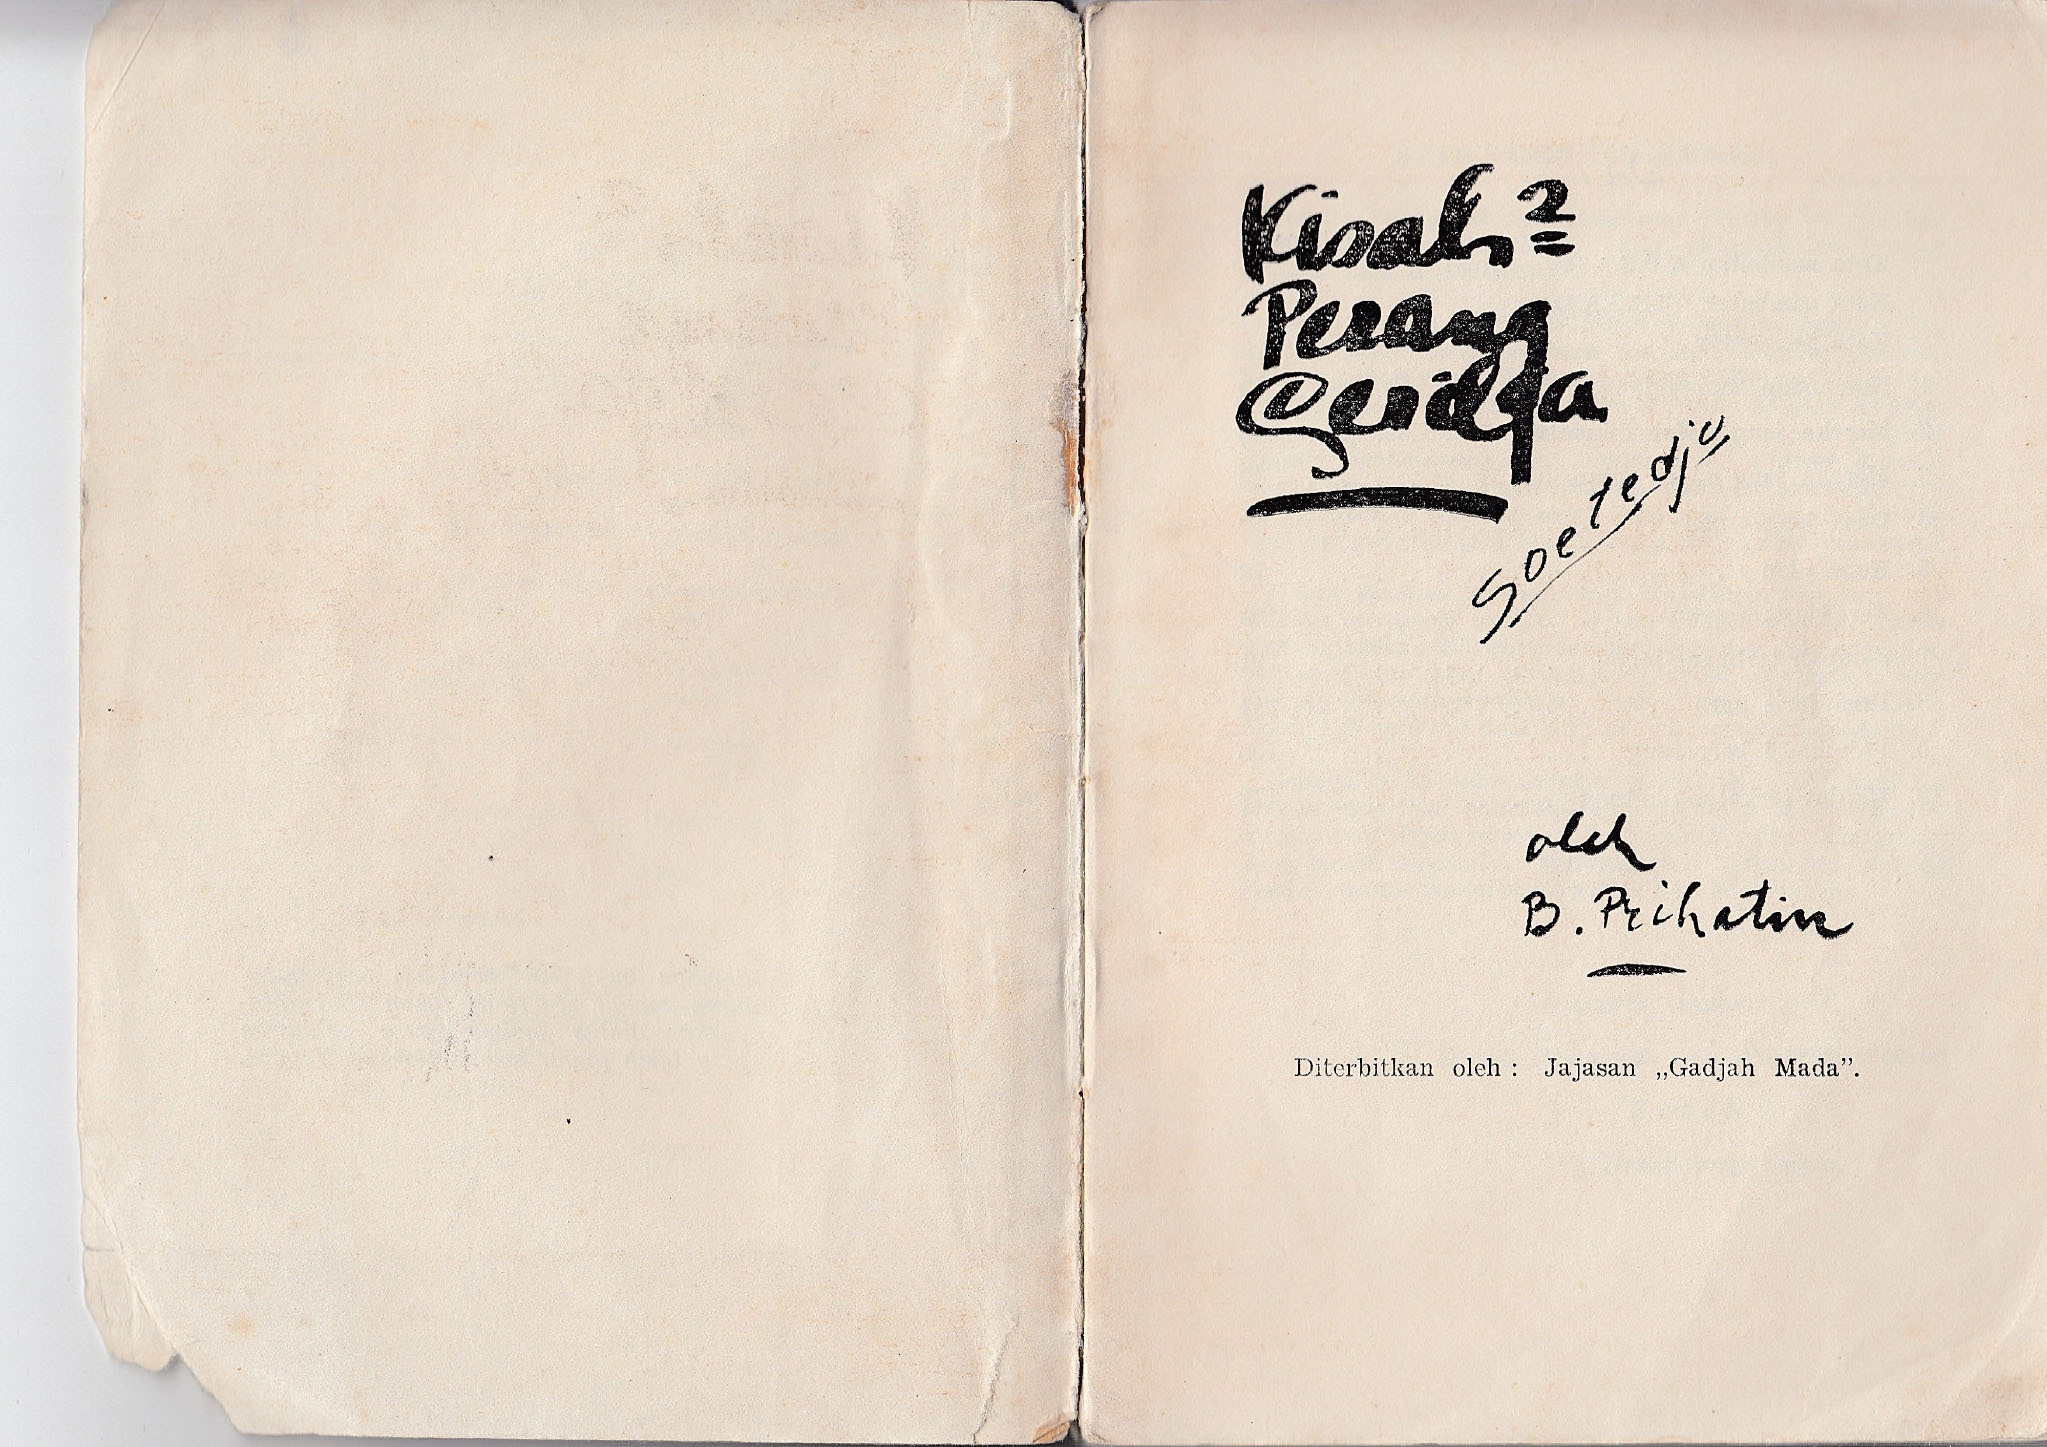 Kisah²
Perang
Gerilja
Soetedjo
oleh
B. Prihatin
Diterbitkan oleh : Jajasan „Gadjah Mada”.